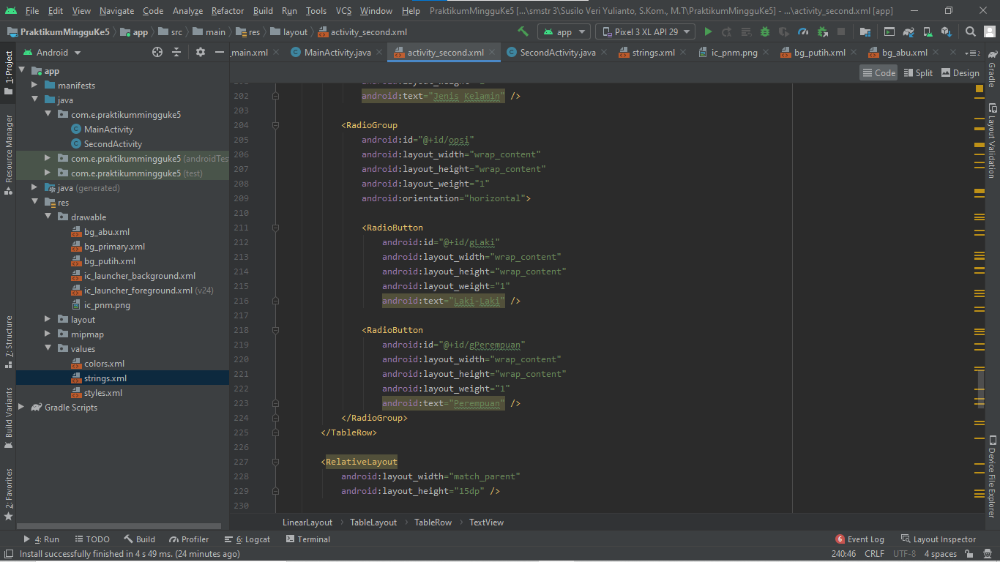 File Edit View Navigate Code Analyze Refactor Build Run Tools VCS Window Help PraktikumMingguKe5 [...\smstr 3\Susilo Veri Yulianto, S.Kom., M.T\PraktikumMingguKe5] - ...\activity_second.xml [app]
PraktikumMingguKe5 app src main res layout activity_second.xml app Pixel 3 XL API 29
Android _main.xml MainActivity.java activity_second.xml SecondActivity.java strings.xml ic_pnm.png bg_putih.xml bg_abu.xml 2
Code Split Design
1: Project
Resource Manager
7: Structure
Build Variants
2: Favorites
app
manifests
java
com.e.praktikummingguke5
MainActivity
SecondActivity
com.e.praktikummingguke5 (androidTes
com.e.praktikummingguke5 (test)
java (generated)
res
drawable
bg_abu.xml
bg_primary.xml
bg_putih.xml
ic_launcher_background.xml
ic_launcher_foreground.xml (v24)
ic_pnm.png
layout
mipmap
values
colors.xml
strings.xml
styles.xml
Gradle Scripts
202 android:text="Jenis Kelamin" />
203
204 <RadioGroup
205 android:id="@+id/opsi"
206 android:layout_width="wrap_content"
207 android:layout_height="wrap_content"
208 android:layout_weight="1"
209 android:orientation="horizontal">
210
211 <RadioButton
212 android:id="@+id/gLaki"
213 android:layout_width="wrap_content"
214 android:layout_height="wrap_content"
215 android:layout_weight="1"
216 android:text="Laki-Laki" />
217
218 <RadioButton
219 android:id="@+id/gPerempuan"
220 android:layout_width="wrap_content"
221 android:layout_height="wrap_content"
222 android:layout_weight="1"
223 android:text="Perempuan" />
224 </RadioGroup>
225 </TableRow>
226
227 <RelativeLayout
228 android:layout_width="match_parent"
229 android:layout_height="15dp" />
230
Gradle
Layout Validation
Device File Explorer
LinearLayout TableLayout TableRow TextView
4: Run TODO Build Profiler 6: Logcat Terminal 6 Event Log Layout Inspector
Install successfully finished in 4 s 49 ms. (24 minutes ago) 240:46 CRLF UTF-8 4 spaces